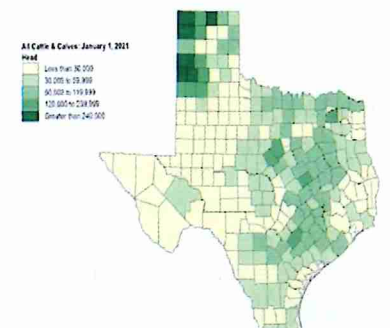 All Cattle & Calves: January 1, 2021
Head
Less than 30,000
30,000 to 59,999
60,000 to 119,999
120,000 to 239,999
Greater than 240,000